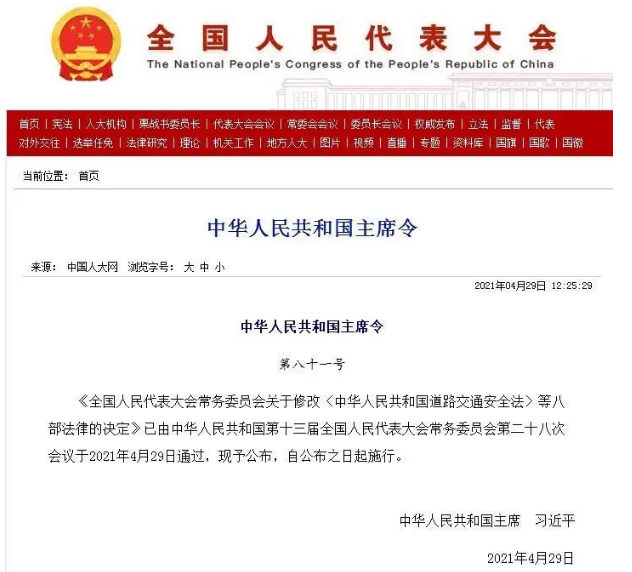 全国人民代表大会
The National People's Congress of the People's Republic of China
首页 | 宪法 | 人大机构 | 栗战书委员长 | 代表大会会议 | 常委会会议 | 委员长会议 | 权威发布 | 立法 | 监督 | 代表
对外交往 | 选举任免 | 法律研究 | 理论 | 机关工作 | 地方人大 | 图片 | 视频 | 直播 | 专题 | 资料库 | 国旗 | 国歌 | 国徽
当前位置： 首页
中华人民共和国主席令
来源： 中国人大网 浏览字号： 大 中 小
2021年04月29日 12:25:29
中华人民共和国主席令
第八十一号
《全国人民代表大会常务委员会关于修改〈中华人民共和国道路交通安全法〉等八
部法律的决定》已由中华人民共和国第十三届全国人民代表大会常务委员会第二十八次
会议于2021年4月29日通过，现予公布，自公布之日起施行。
中华人民共和国主席 习近平
2021年4月29日